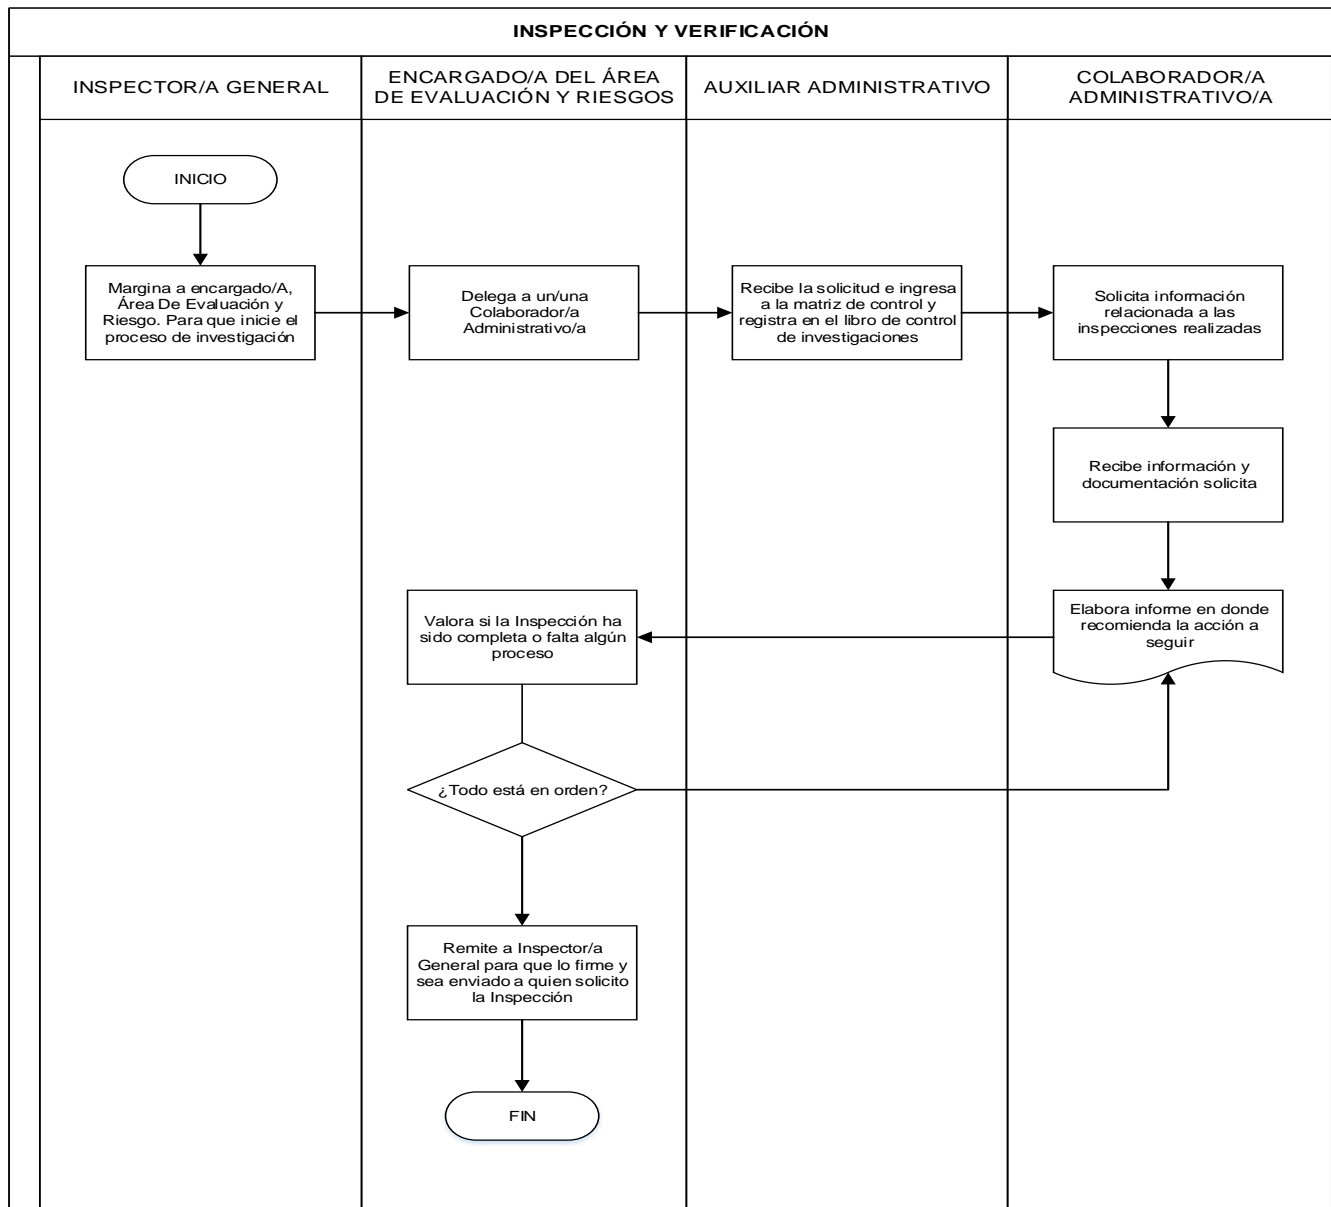 INSPECCIÓN Y VERIFICACIÓN
INSPECTOR/A GENERAL
ENCARGADO/A DEL ÁREA
DE EVALUACIÓN Y RIESGOS
AUXILIAR ADMINISTRATIVO
COLABORADOR/A
ADMINISTRATIVO/A
INICIO
Margina a encargado/A,
Área De Evaluación y
Riesgo. Para que inicie el
proceso de investigación
Delega a un/una
Colaborador/a
Administrativo/a
Recibe la solicitud e ingresa
a la matriz de control y
registra en el libro de control
de investigaciones
Solicita información
relacionada a las
inspecciones realizadas
Recibe información y
documentación solicita
Elabora informe en donde
recomienda la acción a
seguir
Valora si la Inspección ha
sido completa o falta algún
proceso
¿Todo está en orden?
Remite a Inspector/a
General para que lo firme y
sea enviado a quien solicito
la Inspección
FIN